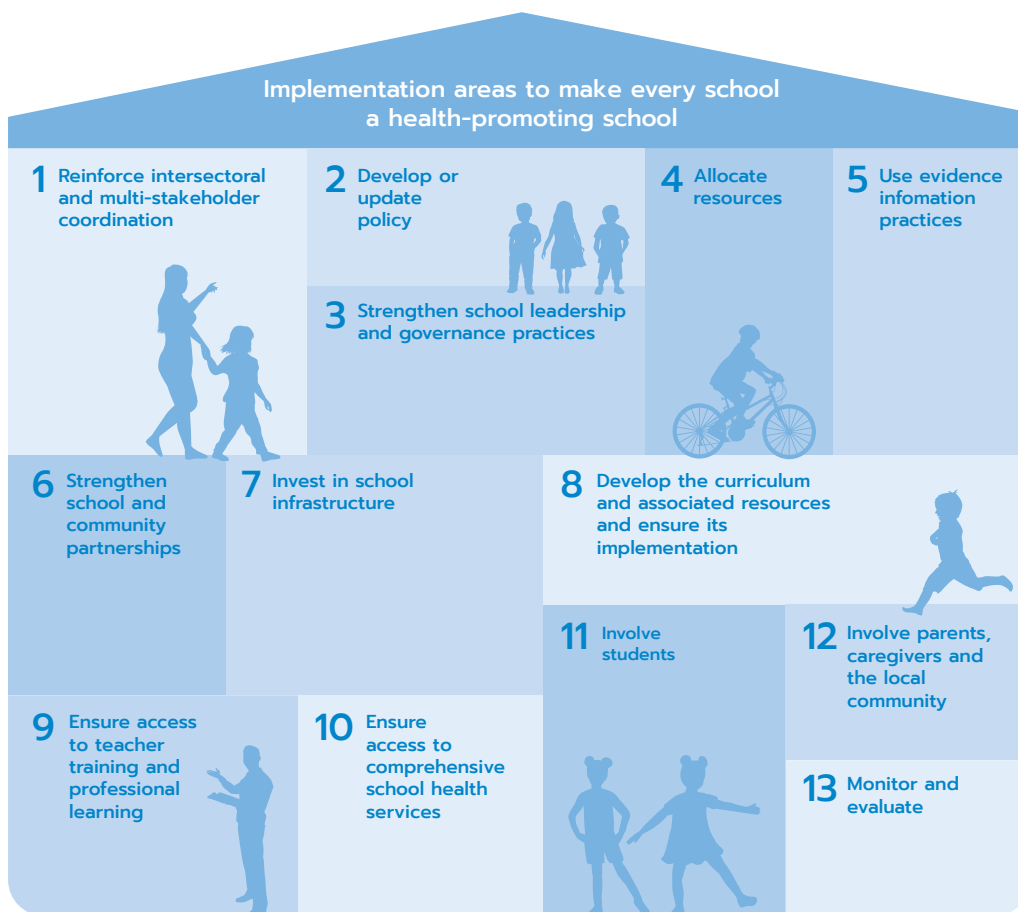 Implementation areas to make every school
a health-promoting school
1 Reinforce intersectoral
and multi-stakeholder
coordination
2 Develop or
update
policy
3 Strengthen school leadership
and governance practices
4 Allocate
resources
5 Use evidence
infomation
practices
6 Strengthen
school and
community
partnerships
7 Invest in school
infrastructure
8 Develop the curriculum
and associated resources
and ensure its
implementation
9 Ensure access
to teacher
training and
professional
learning
10 Ensure
access to
comprehensive
school health
services
11 Involve
students
12 Involve parents,
caregivers and
the local
community
13 Monitor and
evaluate